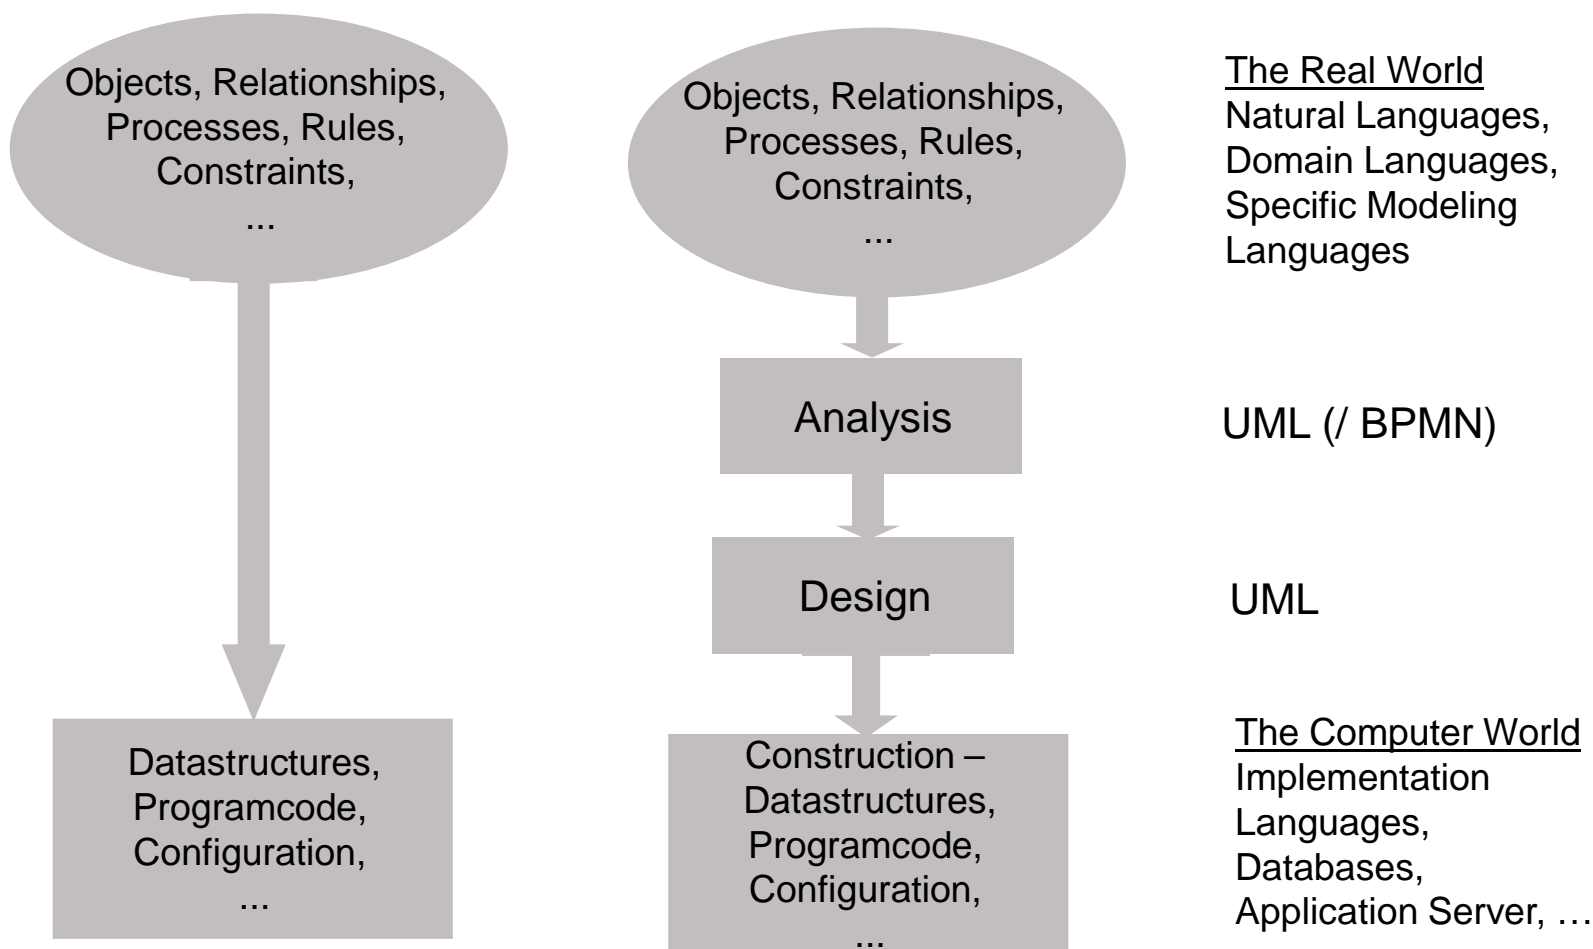 Objects, Relationships,
Processes, Rules,
Constraints,
...
Datastructures,
Programcode,
Configuration,
...
Objects, Relationships,
Processes, Rules,
Constraints,
...
Analysis
Design
Construction –
Datastructures,
Programcode,
Configuration,
...
The Real World
Natural Languages,
Domain Languages,
Specific Modeling
Languages
UML (/ BPMN)
UML
The Computer World
Implementation
Languages,
Databases,
Application Server, …